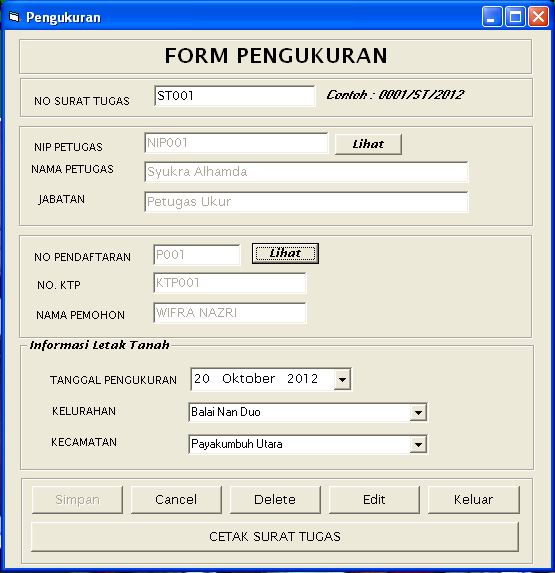 Pengukuran
FORM PENGUKURAN
NO SURAT TUGAS ST001 Contoh : 0001/ST/2012
NIP PETUGAS NIP001 Lihat
NAMA PETUGAS Syukra Alhamda
JABATAN Petugas Ukur
NO PENDAFTARAN P001 Lihat
NO. KTP KTP001
NAMA PEMOHON WIFRA NAZRI
Informasi Letak Tanah
TANGGAL PENGUKURAN 20 Oktober 2012
KELURAHAN Balai Nan Duo
KECAMATAN Payakumbuh Utara
Simpan Cancel Delete Edit Keluar
CETAK SURAT TUGAS